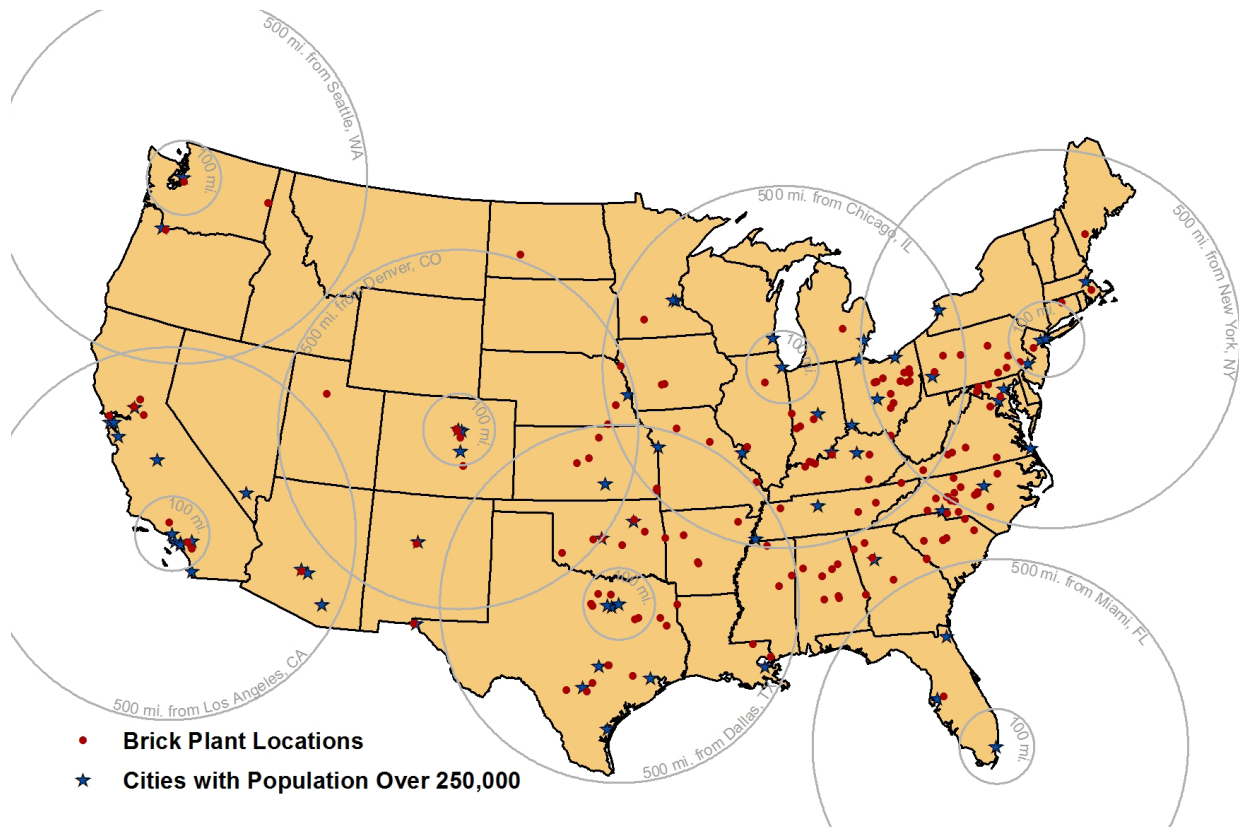 500 mi. from Seattle, WA
100 mi.
500 mi. from Denver, CO
100 mi.
500 mi. from Chicago, IL
100 mi.
500 mi. from New York, NY
100 mi.
100 mi.
500 mi. from Los Angeles, CA
100 mi.
500 mi. from Dallas, TX
500 mi. from Miami, FL
100 mi.
Brick Plant Locations
Cities with Population Over 250,000